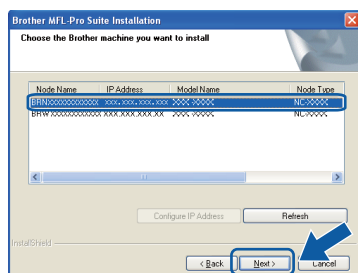 Brother MFL-Pro Suite Installation
Choose the Brother machine you want to install
Node Name IP Address Model Name Node Type
BRNXXXXXXXXXXXX xxx.xxx.xxx.xxx XXX-XXXX NC-XXXX
BRWXXXXXXXXXXXX XXX.XXX.XXX.XX XXX-XXXX NC-XXXX
Configure IP Address Refresh
InstallShield
< Back Next > Cancel